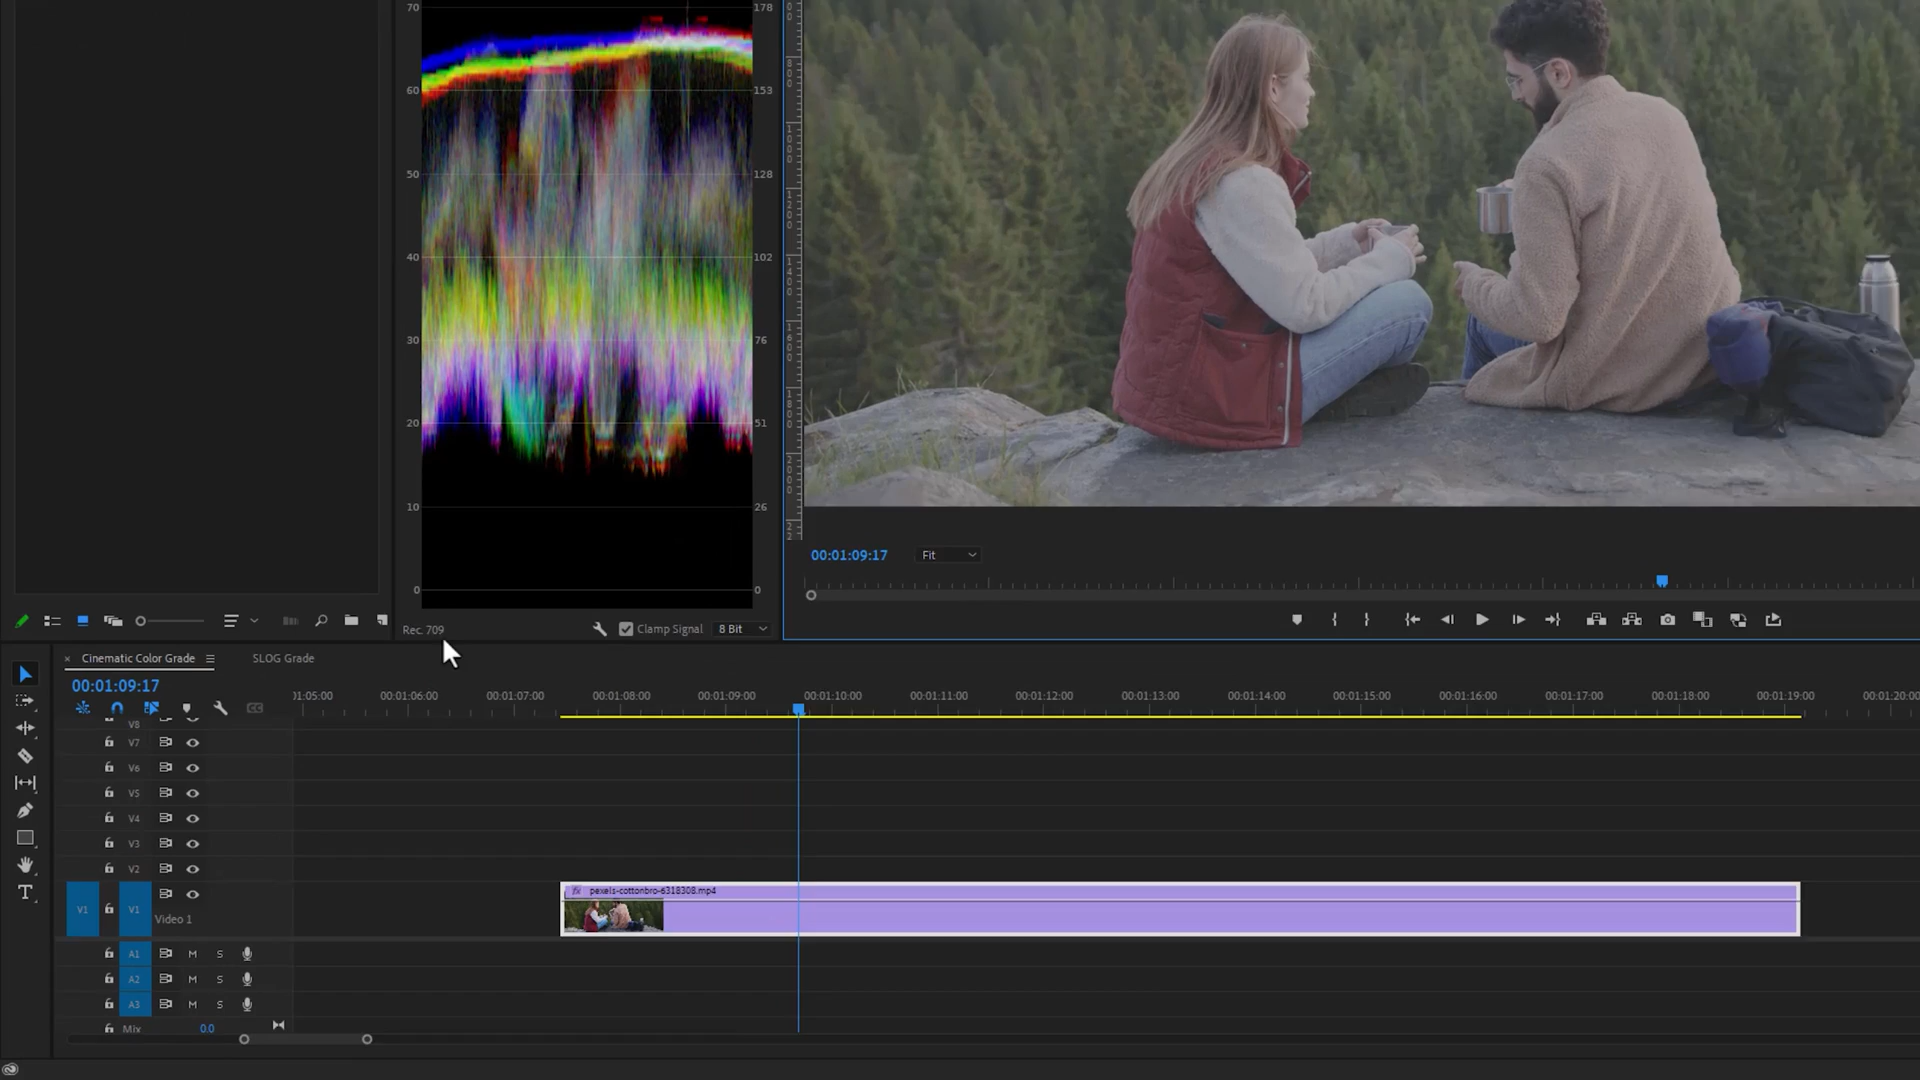 70
178
60
153
50
128
40
102
30
76
20
51
10
26
0
0
Rec. 709
Clamp Signal
8 Bit
00:01:09:17
Fit
Cinematic Color Grade
SLOG Grade
00:01:09:17
01:05:00 00:01:06:00 00:01:07:00 00:01:08:00 00:01:09:00 00:01:10:00 00:01:11:00 00:01:12:00 00:01:13:00 00:01:14:00 00:01:15:00 00:01:16:00 00:01:17:00 00:01:18:00 00:01:19:00 00:01:20:00
CC
V8
V7
V6
V5
V4
V3
V2
fx pexels-cottonbro-6318308.mp4
V1 V1
Video 1
A1 M S
A2 M S
A3 M S
Mix 0.0